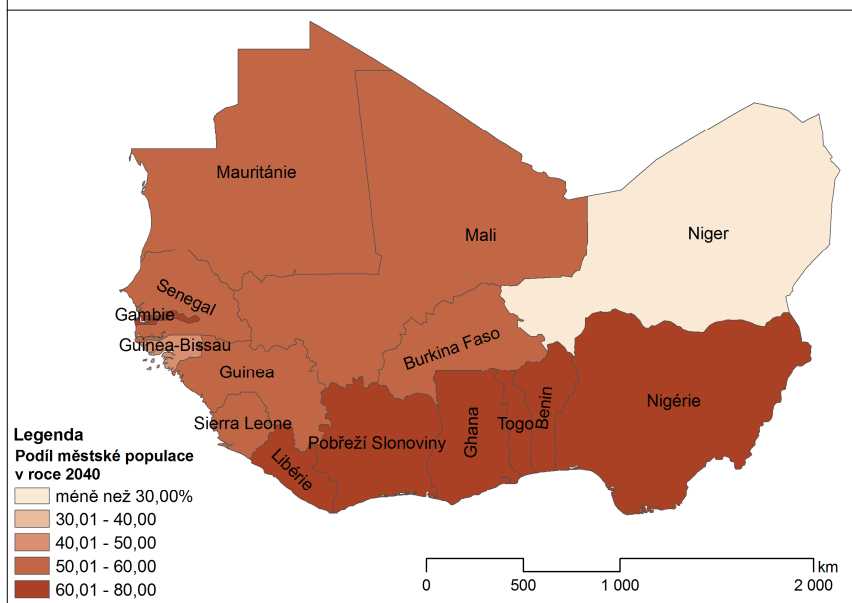 Mauritánie
Mali
Niger
Senegal
Gambie
Guinea-Bissau
Burkina Faso
Guinea
Sierra Leone
Libérie
Pobřeží Slonoviny
Ghana
Togo
Benin
Nigérie
Legenda
Podíl městské populace
v roce 2040
méně než 30,00%
30,01 - 40,00
40,01 - 50,00
50,01 - 60,00
60,01 - 80,00
km
0 500 1 000 2 000